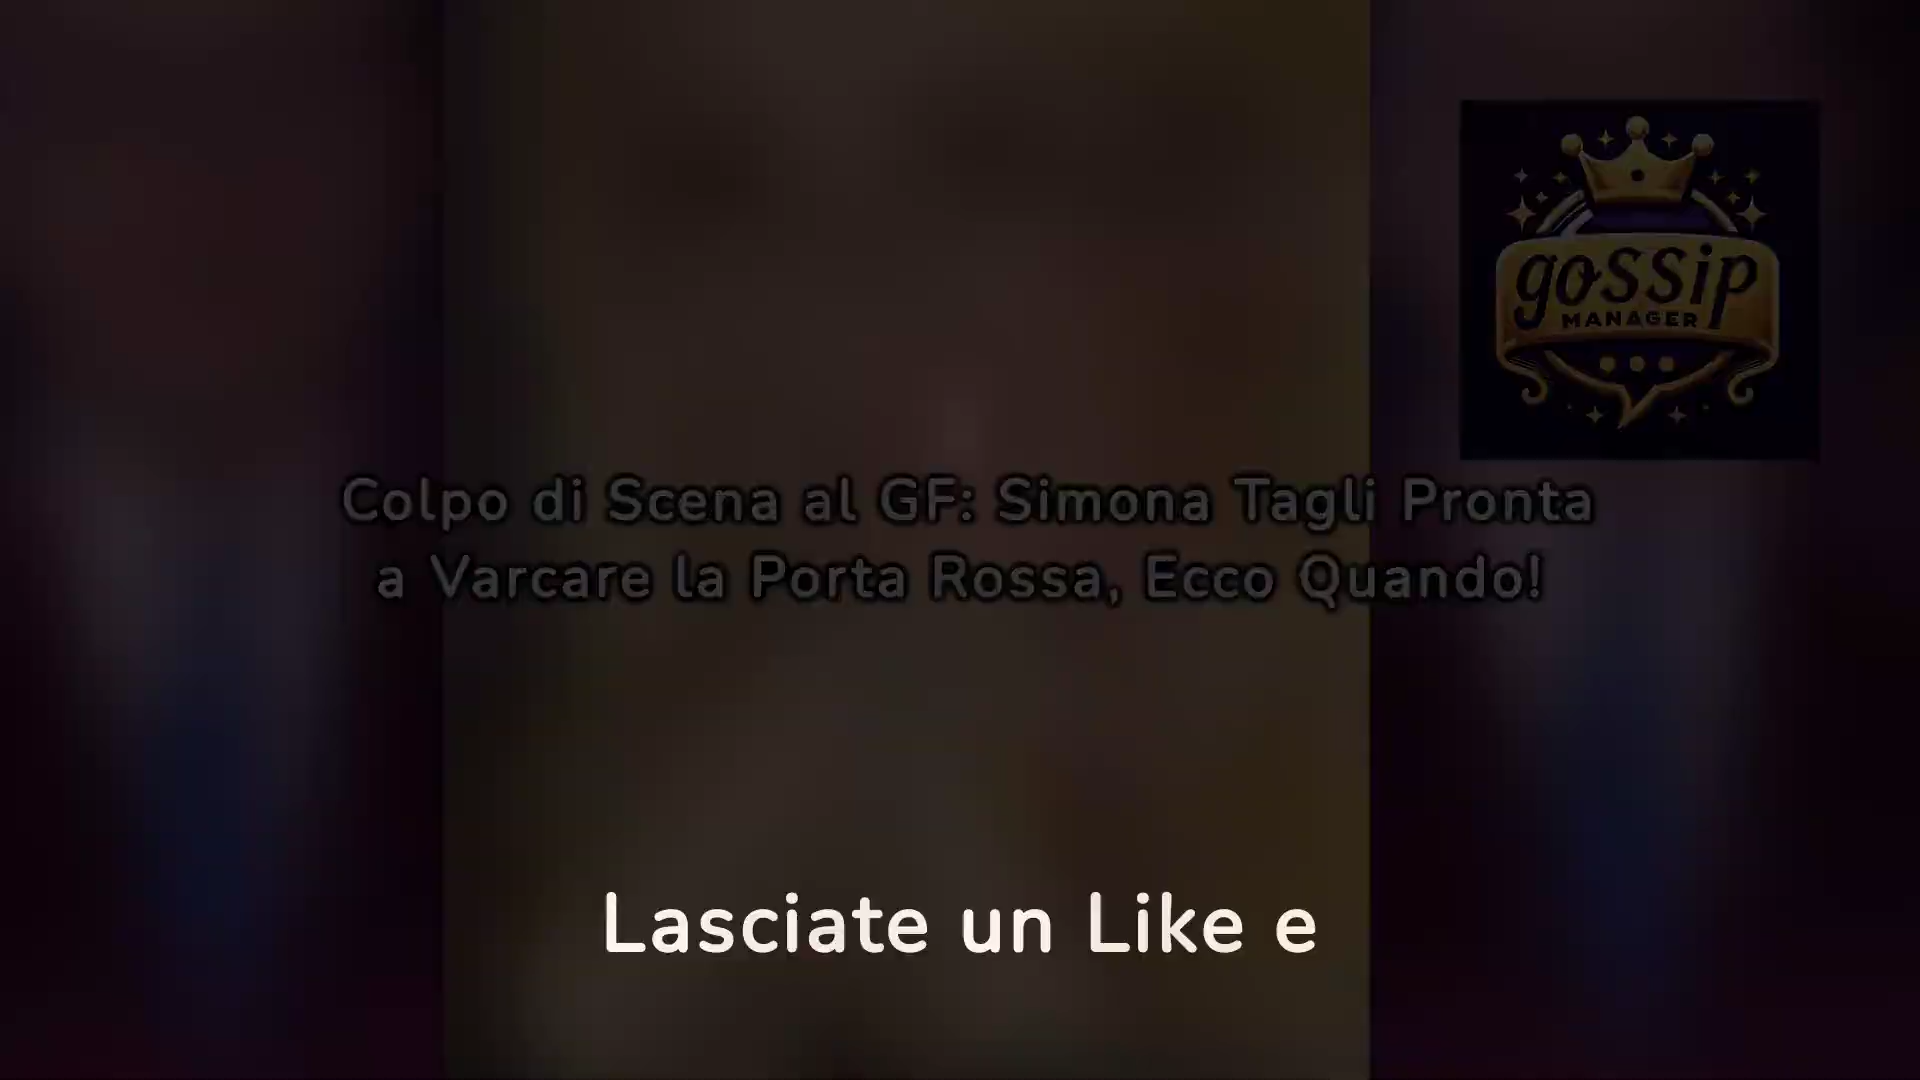 gossip
MANAGER
Colpo di Scena al GF: Simona Tagli Pronta
a Varcare la Porta Rossa, Ecco Quando!
Lasciate un Like e